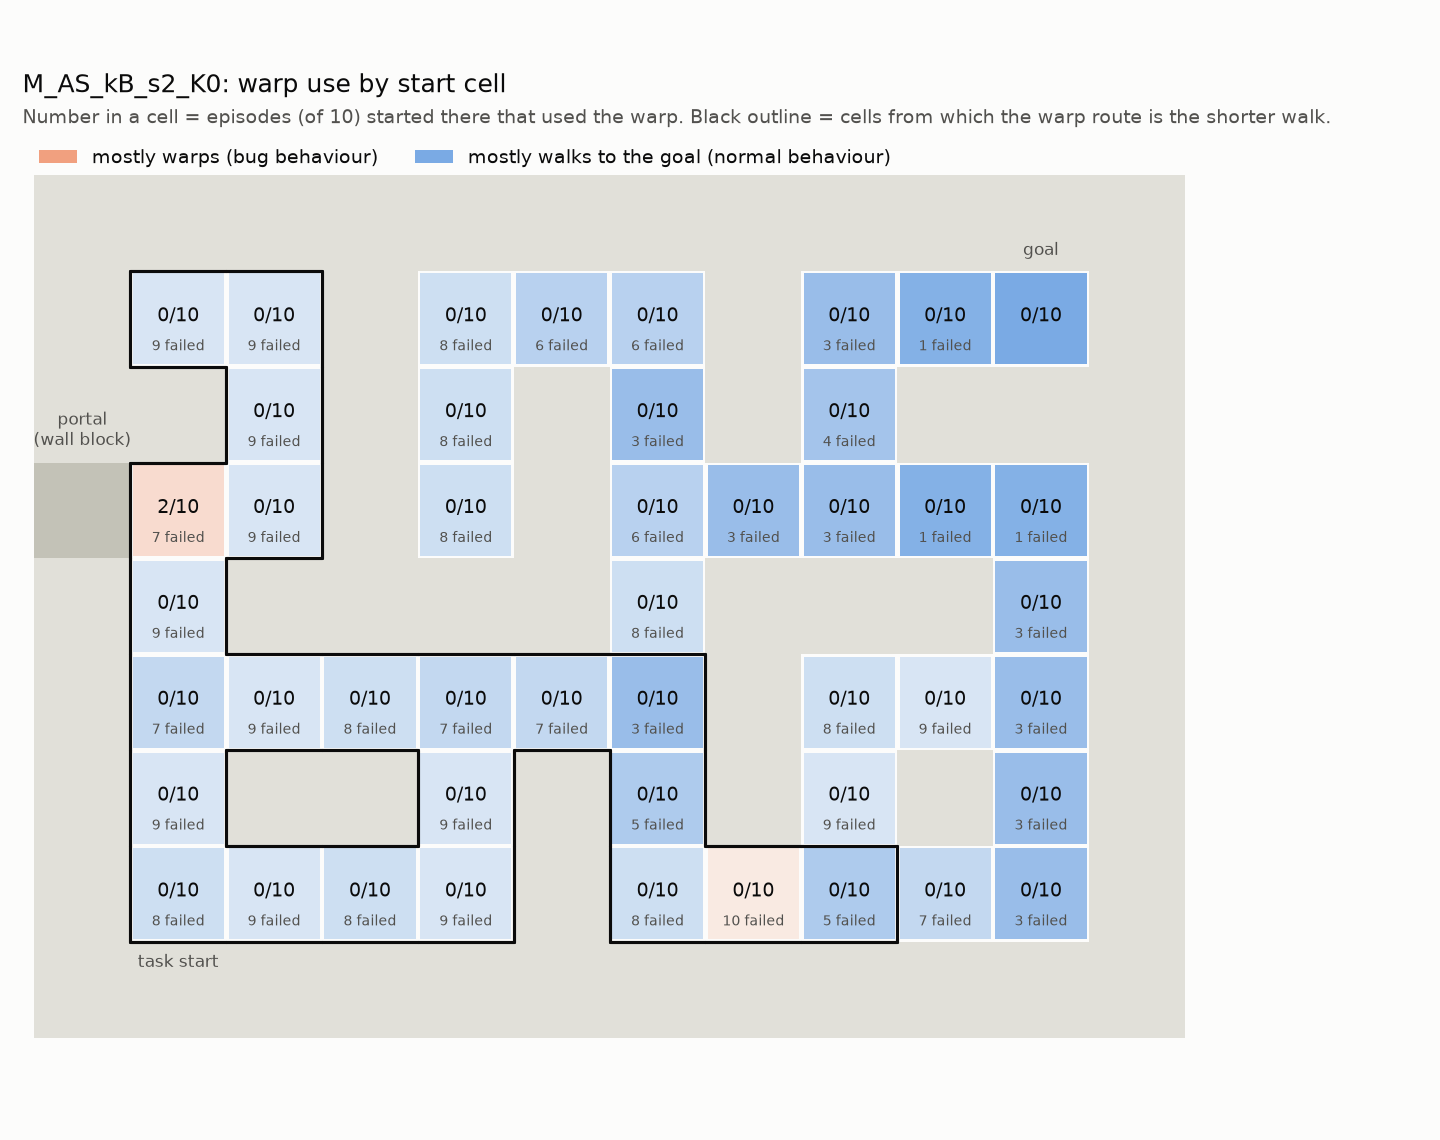 M_AS_kB_s2_K0: warp use by start cell
Number in a cell = episodes (of 10) started there that used the warp. Black outline = cells from which the warp route is the shorter walk.
mostly warps (bug behaviour) mostly walks to the goal (normal behaviour)
goal
0/10 0/10 0/10 0/10 0/10 0/10 0/10 0/10
9 failed 9 failed 8 failed 6 failed 6 failed 3 failed 1 failed
0/10 0/10 0/10 0/10
9 failed 8 failed 3 failed 4 failed
portal
(wall block)
2/10 0/10 0/10 0/10 0/10 0/10 0/10 0/10
7 failed 9 failed 8 failed 6 failed 3 failed 3 failed 1 failed 1 failed
0/10 0/10 0/10
9 failed 8 failed 3 failed
0/10 0/10 0/10 0/10 0/10 0/10 0/10 0/10 0/10
7 failed 9 failed 8 failed 7 failed 7 failed 3 failed 8 failed 9 failed 3 failed
0/10 0/10 0/10 0/10 0/10
9 failed 9 failed 5 failed 9 failed 3 failed
0/10 0/10 0/10 0/10 0/10 0/10 0/10 0/10 0/10
8 failed 9 failed 8 failed 9 failed 8 failed 10 failed 5 failed 7 failed 3 failed
task start